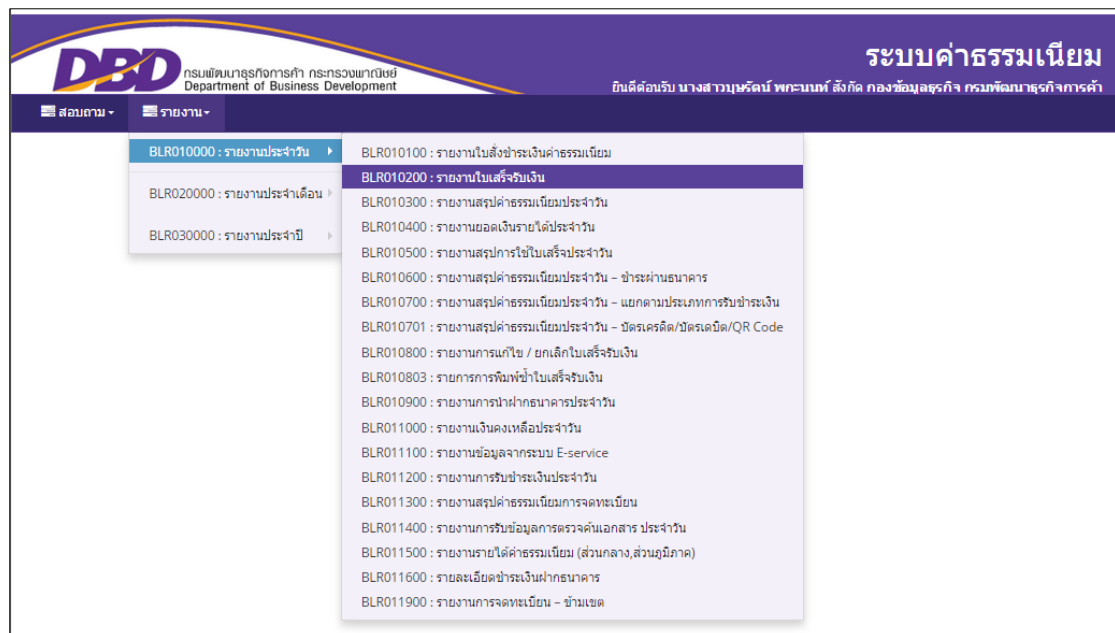 DBD
กรมพัฒนาธุรกิจการค้า กระทรวงพาณิชย์
Department of Business Development
ระบบค่าธรรมเนียม
ยินดีต้อนรับ นางสาวบุษรัตน์ พกะนนท์ สังกัด กองข้อมูลธุรกิจ กรมพัฒนาธุรกิจการค้า
สอบถาม รายงาน
BLR010000 : รายงานประจำวัน
BLR020000 : รายงานประจำเดือน
BLR030000 : รายงานประจำปี
BLR010100 : รายงานใบสั่งชำระเงินค่าธรรมเนียม
BLR010200 : รายงานใบเสร็จรับเงิน
BLR010300 : รายงานสรุปค่าธรรมเนียมประจำวัน
BLR010400 : รายงานยอดเงินรายได้ประจำวัน
BLR010500 : รายงานสรุปการใช้ใบเสร็จประจำวัน
BLR010600 : รายงานสรุปค่าธรรมเนียมประจำวัน – ชำระผ่านธนาคาร
BLR010700 : รายงานสรุปค่าธรรมเนียมประจำวัน – แยกตามประเภทการรับชำระเงิน
BLR010701 : รายงานสรุปค่าธรรมเนียมประจำวัน – บัตรเครดิต/บัตรเดบิต/QR Code
BLR010800 : รายงานการแก้ไข / ยกเลิกใบเสร็จรับเงิน
BLR010803 : รายการการพิมพ์ซ้ำใบเสร็จรับเงิน
BLR010900 : รายงานการนำฝากธนาคารประจำวัน
BLR011000 : รายงานเงินคงเหลือประจำวัน
BLR011100 : รายงานข้อมูลจากระบบ E-service
BLR011200 : รายงานการรับชำระเงินประจำวัน
BLR011300 : รายงานสรุปค่าธรรมเนียมการจดทะเบียน
BLR011400 : รายงานการรับข้อมูลการตรวจค้นเอกสาร ประจำวัน
BLR011500 : รายงานรายได้ค่าธรรมเนียม (ส่วนกลาง,ส่วนภูมิภาค)
BLR011600 : รายละเอียดชำระเงินฝากธนาคาร
BLR011900 : รายงานการจดทะเบียน – ข้ามเขต